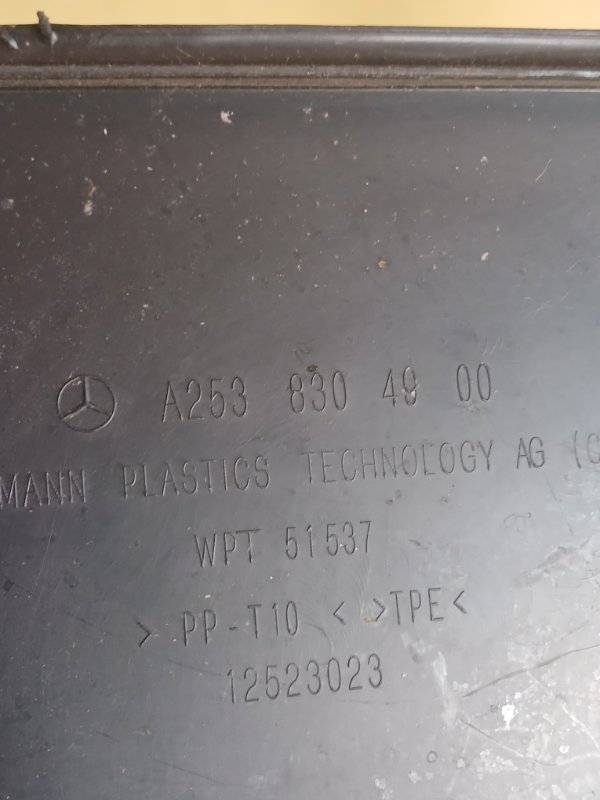 A253 830 49 00
MANN PLASTICS TECHNOLOGY AG (C
WPT 51537
> PP-T10 < >TPE<
12523023